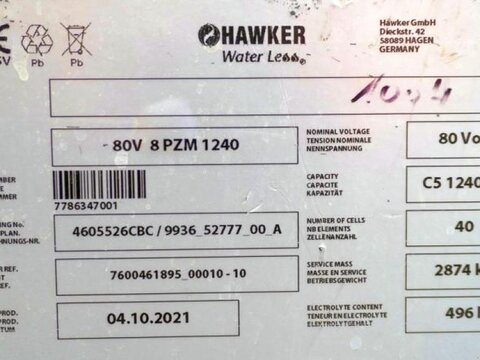 HAWKER
Water Less.
Hawker GmbH
Dieckstr. 42
58089 HAGEN
GERMANY
Pb Pb
1094
80V 8 PZM 1240
NOMINAL VOLTAGE
TENSION NOMINALE
NENNSPANNUNG
80 Vo
7786347001
CAPACITY
CAPACITE
KAPAZITÄT
C5 1240
4605526CBC / 9936_52777_00_A
NUMBER OF CELLS
NB ELEMENTS
ZELLENANZAHL
40
7600461895_00010 - 10
SERVICE MASS
MASSE EN SERVICE
BETRIEBSGEWICHT
2874 k
04.10.2021
ELECTROLYTE CONTENT
TENEUR EN ELECTROLYTE
ELEKTROLYTGEHALT
496 l